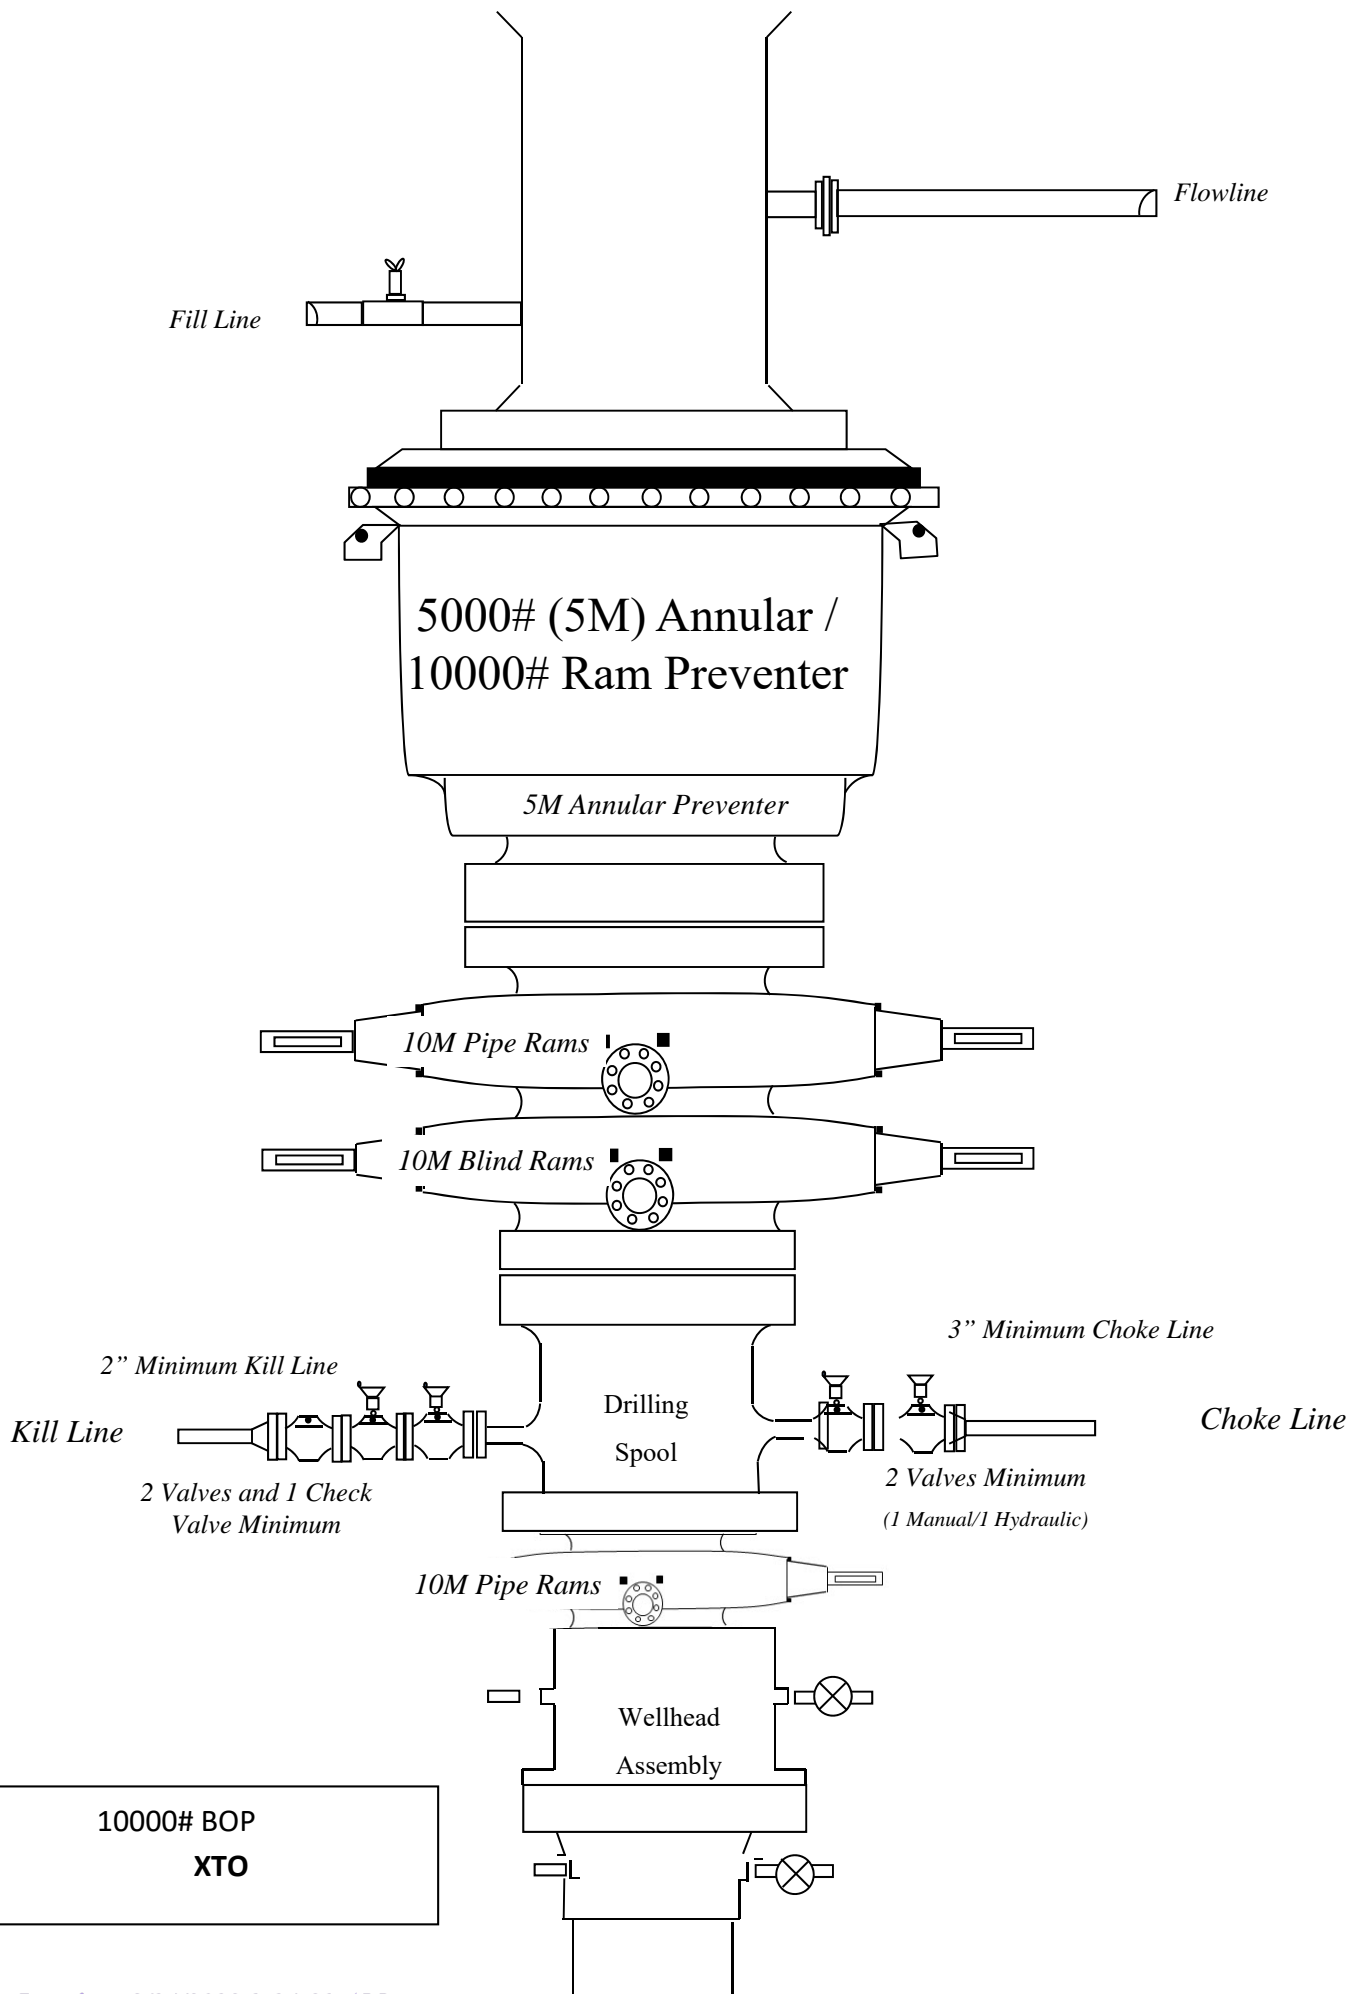 Flowline
Fill Line
5000# (5M) Annular /
10000# Ram Preventer
5M Annular Preventer
10M Pipe Rams
10M Blind Rams
3” Minimum Choke Line
2” Minimum Kill Line
Drilling
Spool
Kill Line
Choke Line
2 Valves and 1 Check
Valve Minimum
2 Valves Minimum
(1 Manual/1 Hydraulic)
10M Pipe Rams
Wellhead
Assembly
10000# BOP
XTO